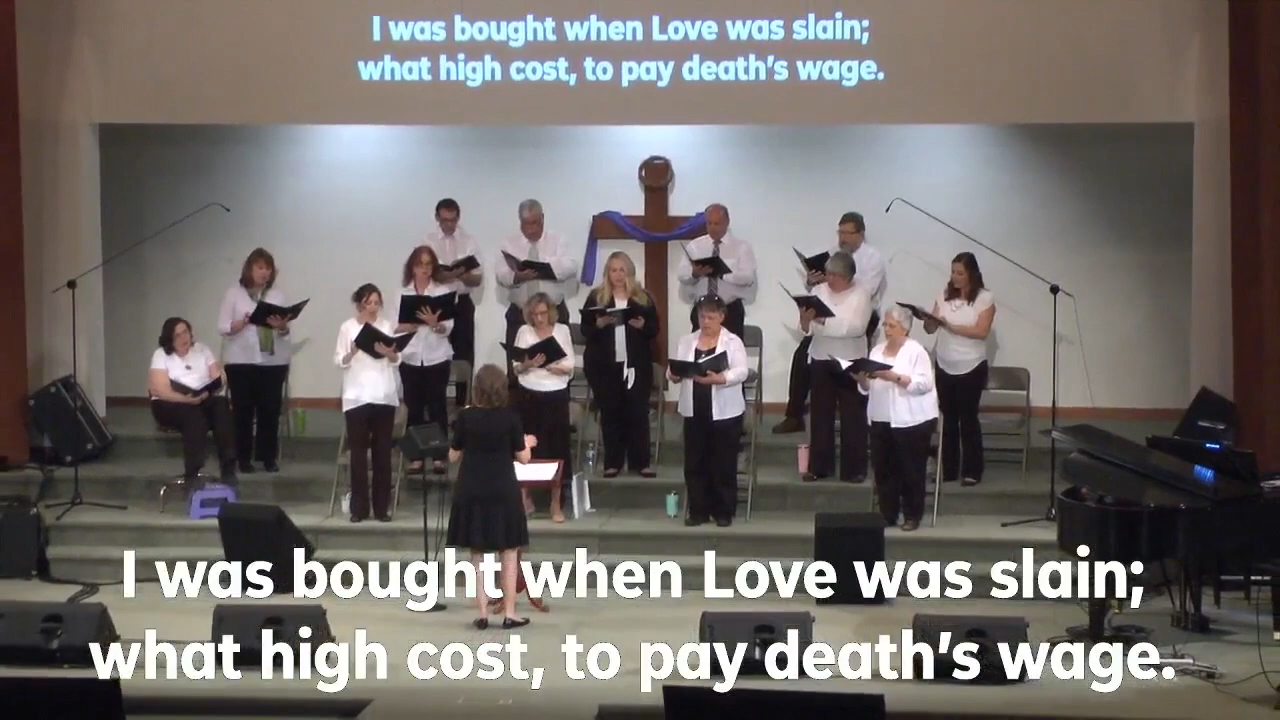 I was bought when Love was slain;
what high cost, to pay death's wage.
I was bought when Love was slain;
what high cost, to pay death's wage.